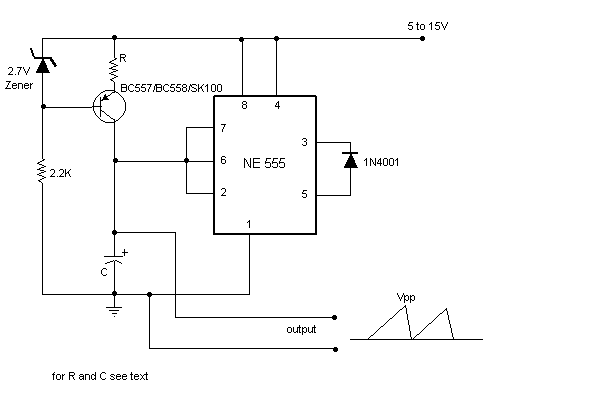 5 to 15V
R
2.7V
Zener
BC557/BC558/SK100
8
4
7
3
6
NE 555
1N4001
2.2K
2
5
1
+
C
Vpp
output
for R and C see text